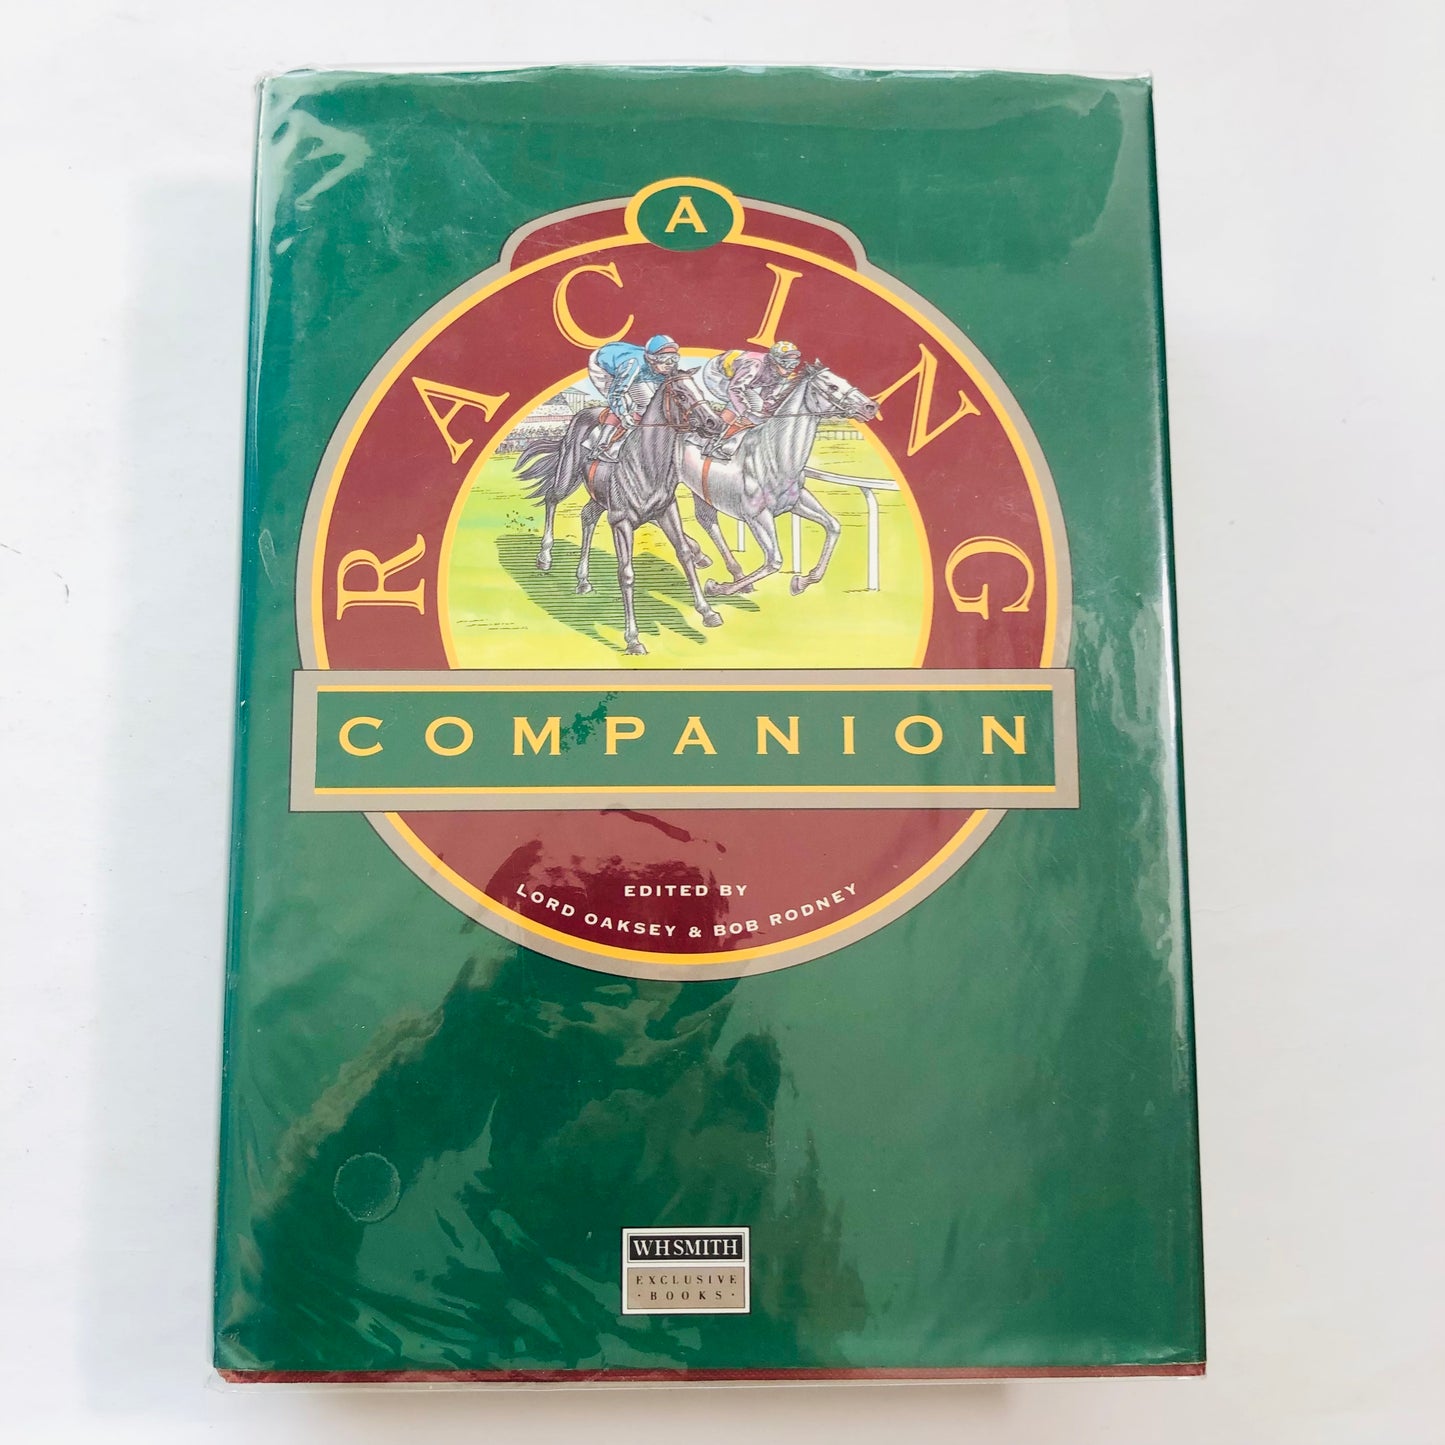 A
RACING
COMPANION
EDITED BY
LORD OAKSEY & BOB RODNEY
WHSMITH
EXCLUSIVE
· BOOKS ·